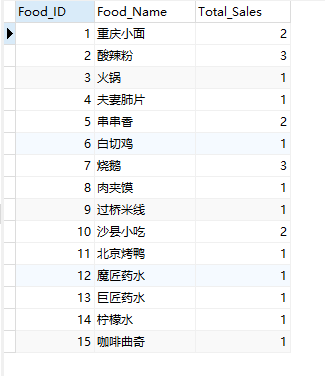 Food_ID Food_Name Total_Sales
1 重庆小面 2
2 酸辣粉 3
3 火锅 1
4 夫妻肺片 1
5 串串香 2
6 白切鸡 1
7 烧鹅 3
8 肉夹馍 1
9 过桥米线 1
10 沙县小吃 2
11 北京烤鸭 1
12 魔匠药水 1
13 巨匠药水 1
14 柠檬水 1
15 咖啡曲奇 1